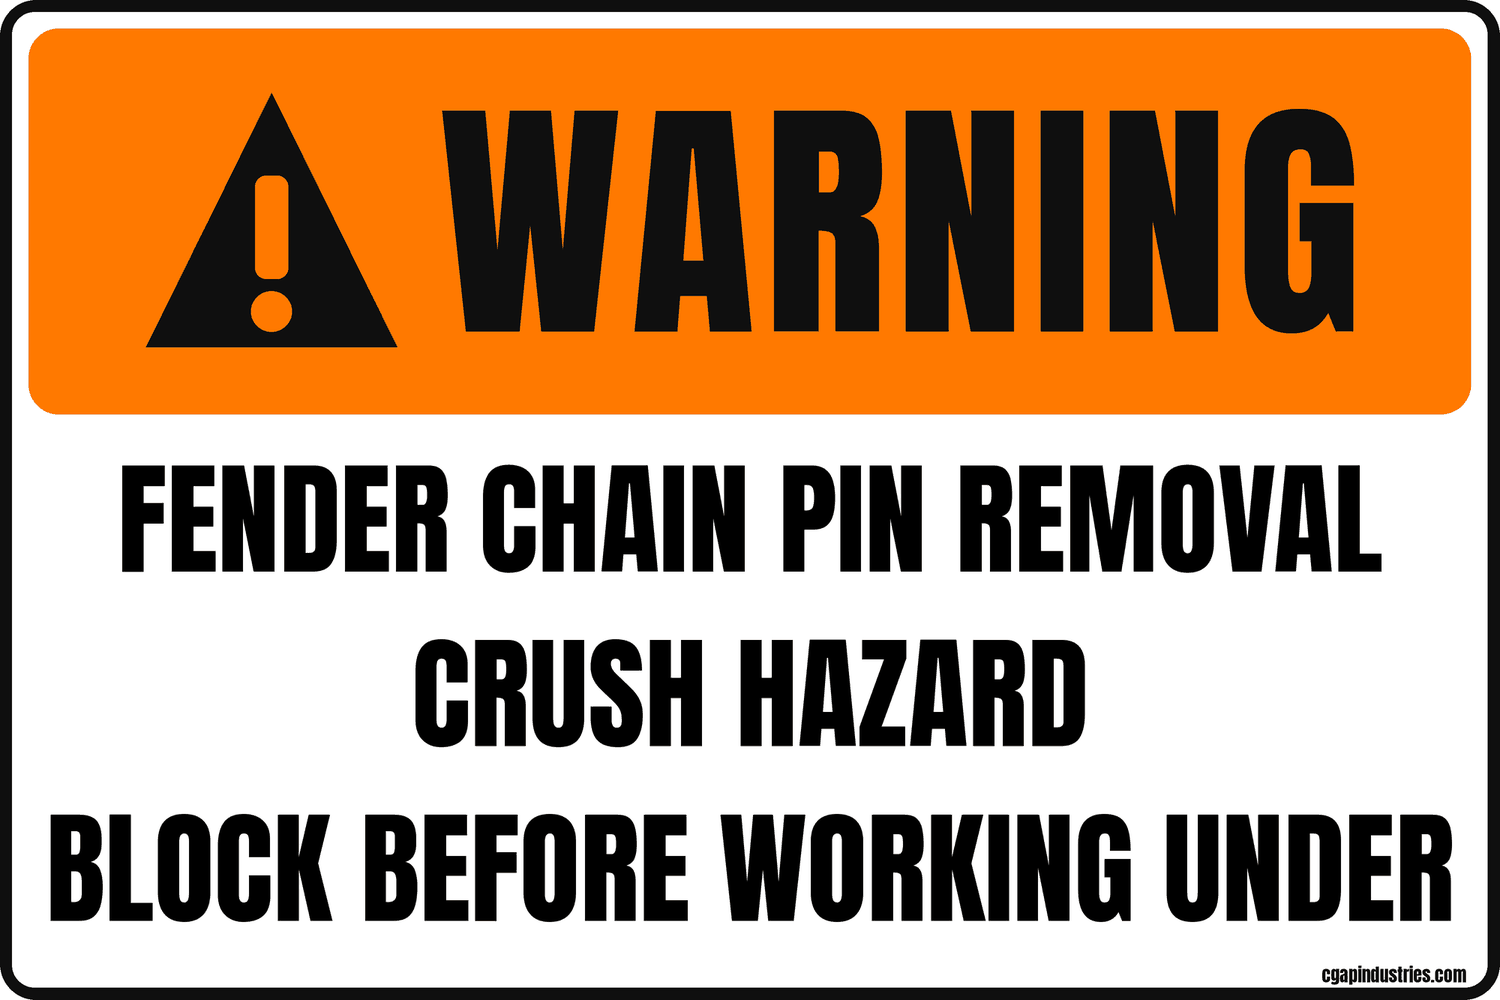 WARNING
FENDER CHAIN PIN REMOVAL
CRUSH HAZARD
BLOCK BEFORE WORKING UNDER
cgapindustries.com